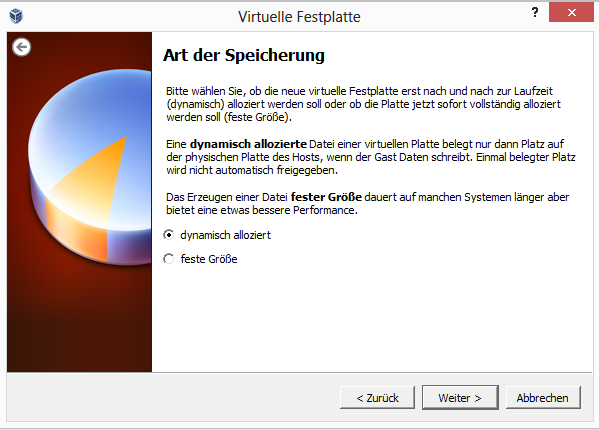 Virtuelle Festplatte
?
Art der Speicherung
Bitte wählen Sie, ob die neue virtuelle Festplatte erst nach und nach zur Laufzeit
(dynamisch) alloziert werden soll oder ob die Platte jetzt sofort vollständig alloziert
werden soll (feste Größe).
Eine dynamisch allozierte Datei einer virtuellen Platte belegt nur dann Platz auf
der physischen Platte des Hosts, wenn der Gast Daten schreibt. Einmal belegter Platz
wird nicht automatisch freigegeben.
Das Erzeugen einer Datei fester Größe dauert auf manchen Systemen länger aber
bietet eine etwas bessere Performance.
dynamisch alloziert
feste Größe
< Zurück
Weiter >
Abbrechen